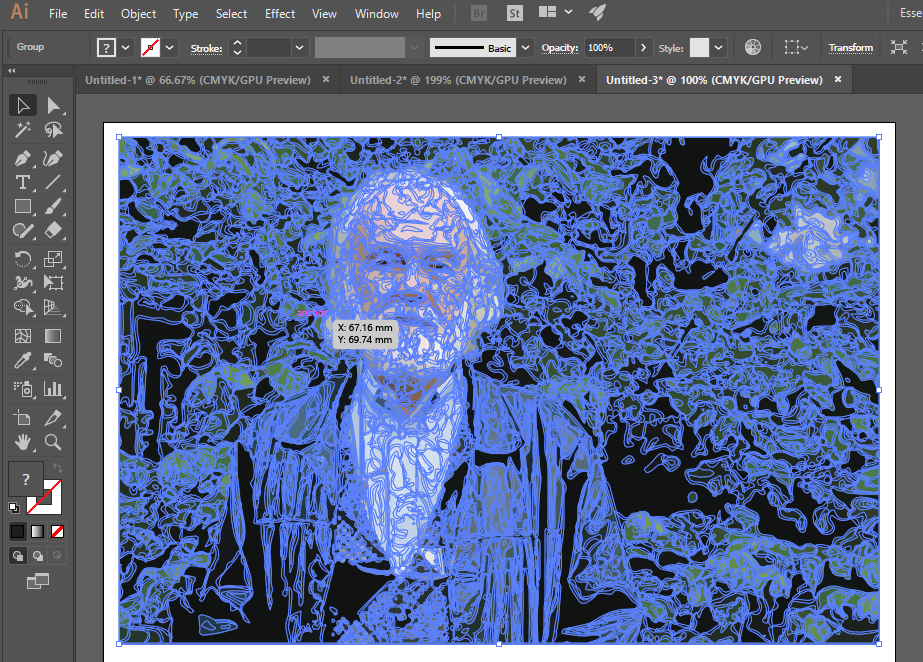 Ai File Edit Object Type Select Effect View Window Help Br St Esse
Group ? Stroke: Basic Opacity: 100% Style: Transform
Untitled-1* @ 66.67% (CMYK/GPU Preview) × Untitled-2* @ 199% (CMYK/GPU Preview) × Untitled-3* @ 100% (CMYK/GPU Preview) ×
T
X: 67.16 mm
Y: 69.74 mm
?